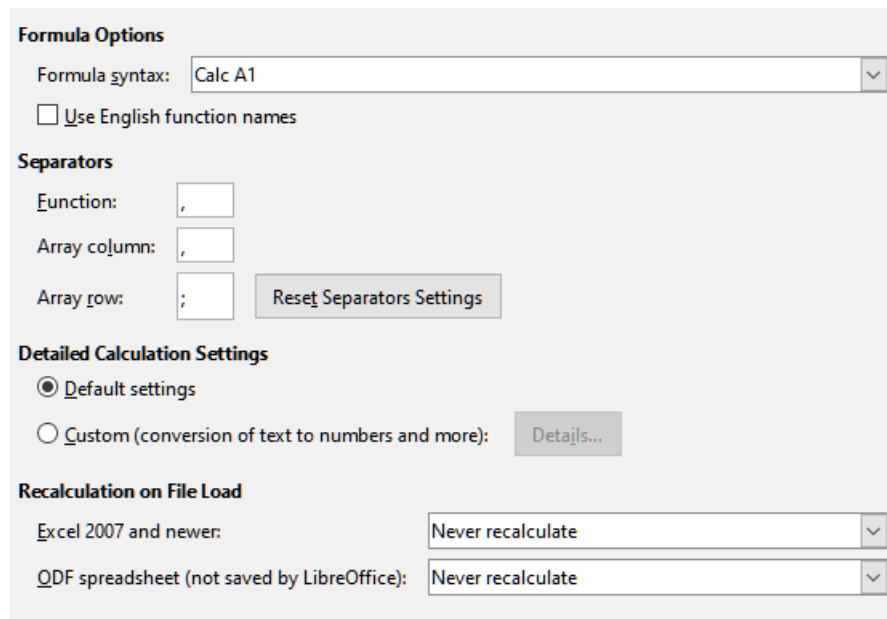 Formula Options
Formula syntax: Calc A1
Use English function names
Separators
Function: ,
Array column: ,
Array row: ; Reset Separators Settings
Detailed Calculation Settings
Default settings
Custom (conversion of text to numbers and more): Details...
Recalculation on File Load
Excel 2007 and newer: Never recalculate
ODF spreadsheet (not saved by LibreOffice): Never recalculate